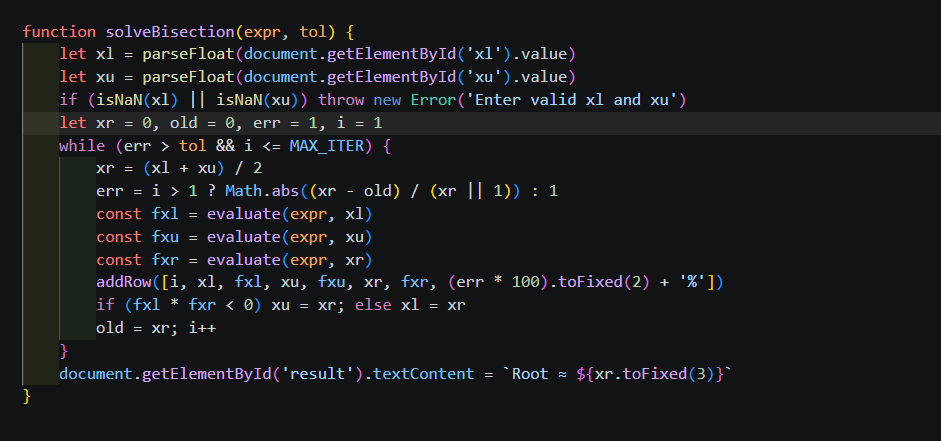 function solveBisection(expr, tol) {
    let xl = parseFloat(document.getElementById('xl').value)
    let xu = parseFloat(document.getElementById('xu').value)
    if (isNaN(xl) || isNaN(xu)) throw new Error('Enter valid xl and xu')
    let xr = 0, old = 0, err = 1, i = 1
    while (err > tol && i <= MAX_ITER) {
        xr = (xl + xu) / 2
        err = i > 1 ? Math.abs((xr - old) / (xr || 1)) : 1
        const fxl = evaluate(expr, xl)
        const fxu = evaluate(expr, xu)
        const fxr = evaluate(expr, xr)
        addRow([i, xl, fxl, xu, fxu, xr, fxr, (err * 100).toFixed(2) + '%'])
        if (fxl * fxr < 0) xu = xr; else xl = xr
        old = xr; i++
    }
    document.getElementById('result').textContent = `Root ≈ ${xr.toFixed(3)}`
}